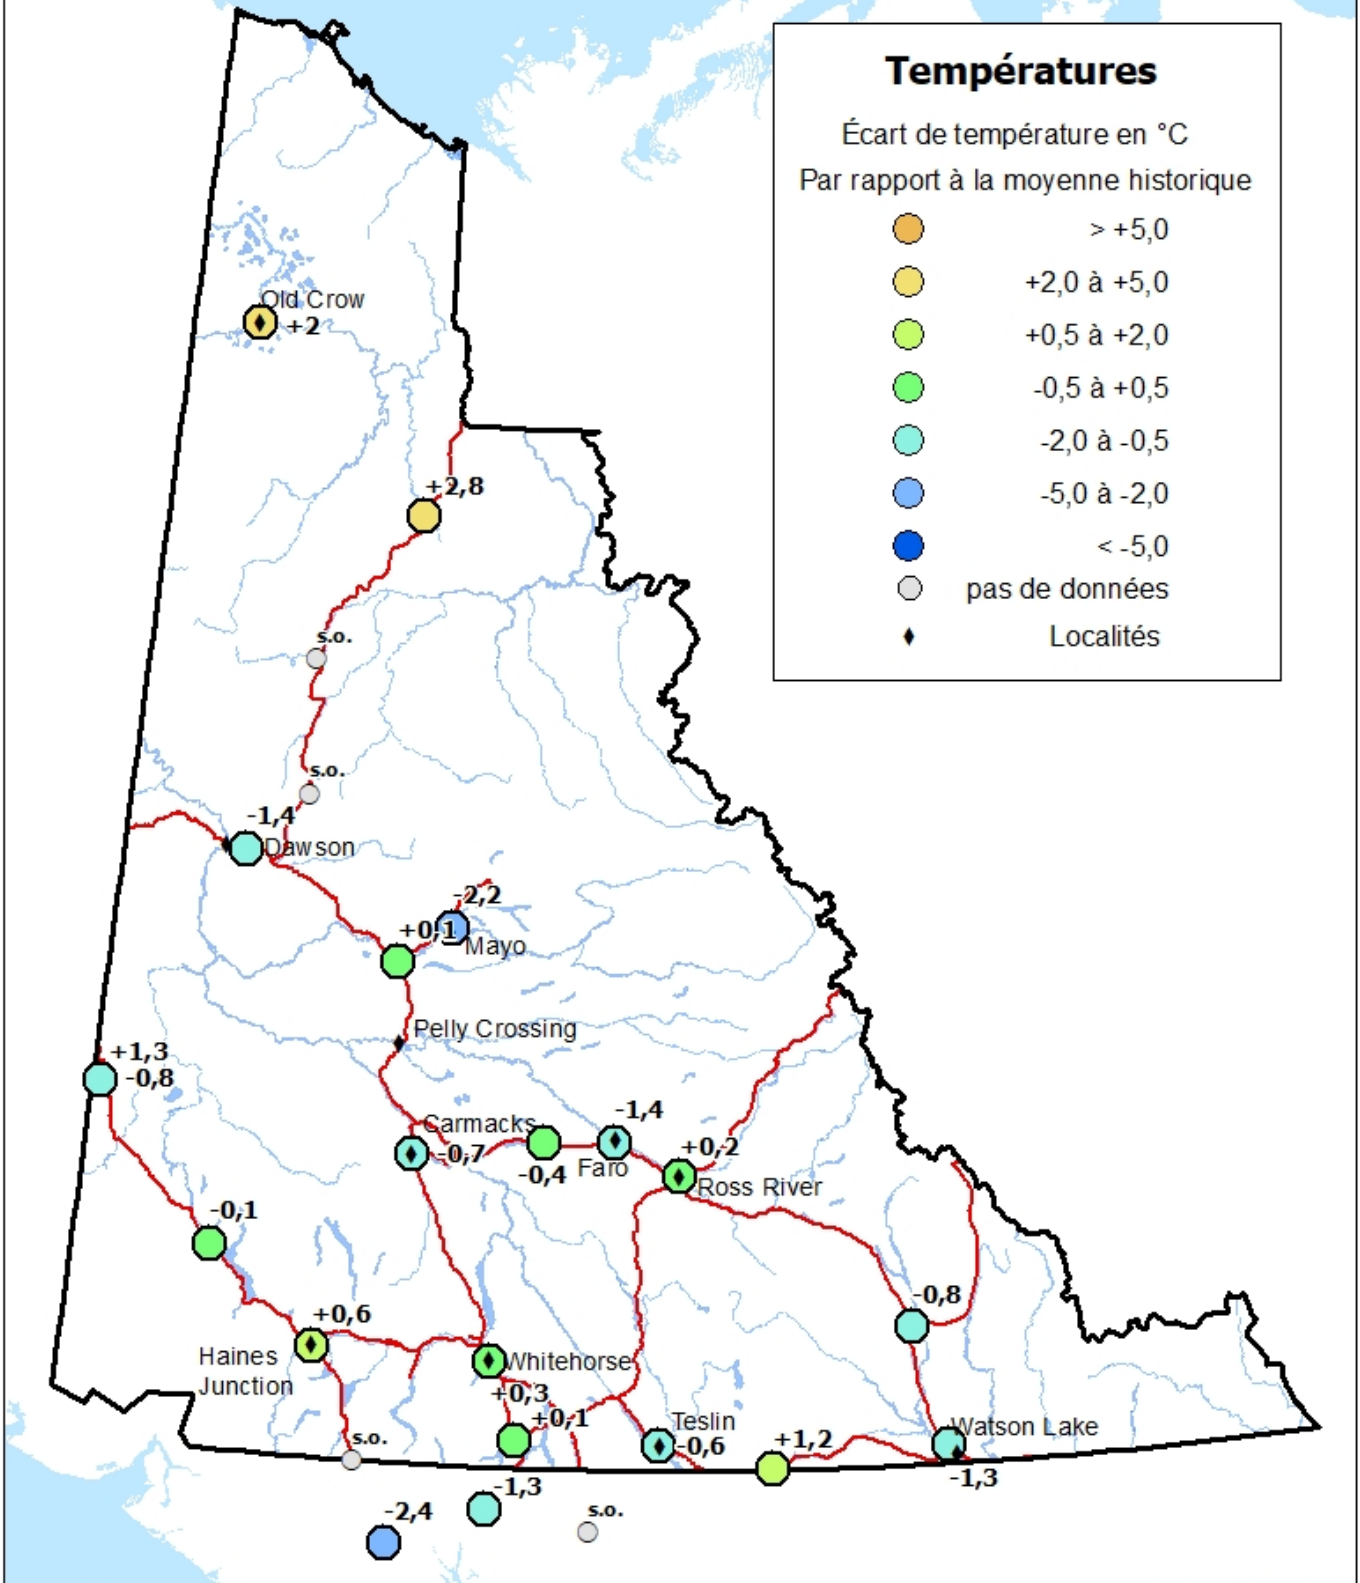 Températures
Écart de température en °C
Par rapport à la moyenne historique
> +5,0
+2,0 à +5,0
+0,5 à +2,0
-0,5 à +0,5
-2,0 à -0,5
-5,0 à -2,0
< -5,0
pas de données
Localités
Old Crow
+2
+2,8
s.o.
s.o.
-1,4
Dawson
-2,2
+0,1
Mayo
Pelly Crossing
+1,3
-0,8
Carmacks
-0,7
-0,4
-1,4
Faro
+0,2
Ross River
-0,1
+0,6
Haines
Junction
-0,8
Whitehorse
+0,3
+0,1
Teslin
-0,6
+1,2
Watson Lake
-1,3
s.o.
-1,3
-2,4
s.o.